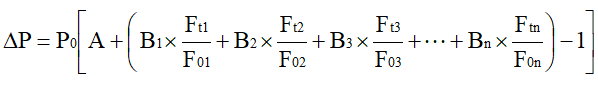 ΔP = P₀[A + (B₁ × Fₜ₁/F₀₁ + B₂ × Fₜ₂/F₀₂ + B₃ × Fₜ₃/F₀₃ + ⋯ + Bₙ × Fₜₙ/F₀ₙ) − 1]